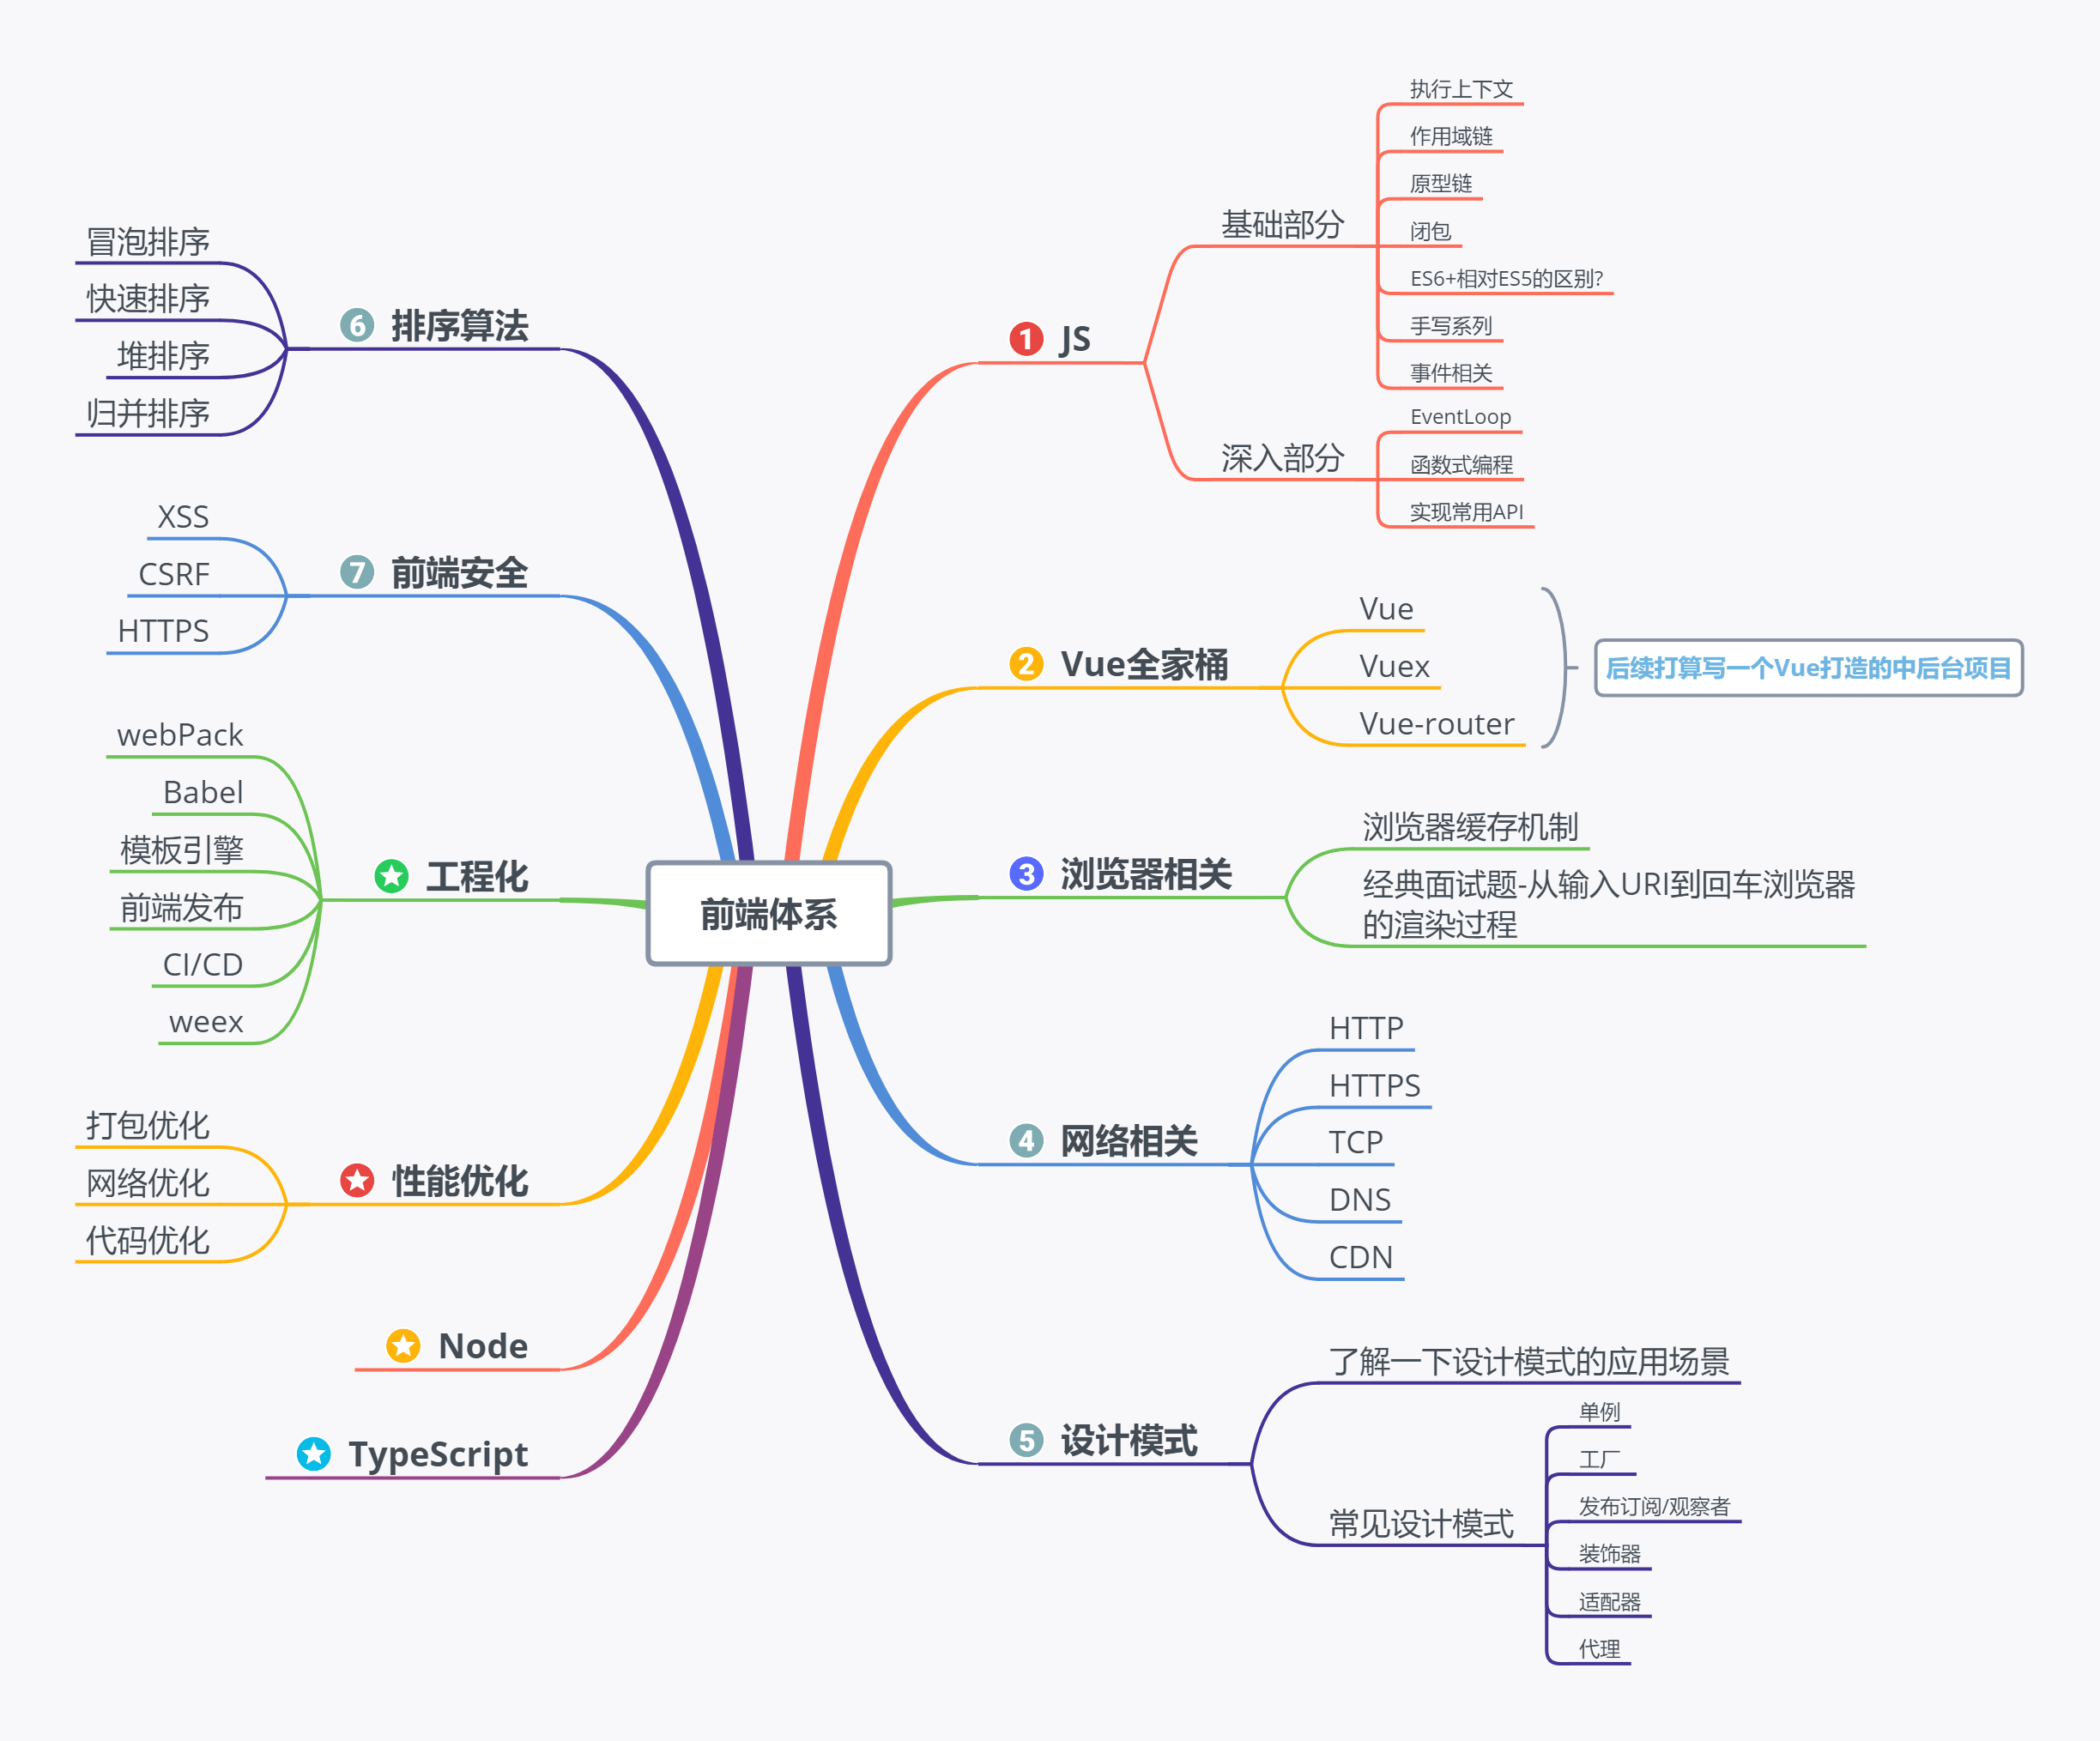 前端体系
1 JS
基础部分
执行上下文
作用域链
原型链
闭包
ES6+相对ES5的区别?
手写系列
事件相关
深入部分
EventLoop
函数式编程
实现常用API
2 Vue全家桶
Vue
Vuex
Vue-router
后续打算写一个Vue打造的中后台项目
3 浏览器相关
浏览器缓存机制
经典面试题-从输入URI到回车浏览器
的渲染过程
4 网络相关
HTTP
HTTPS
TCP
DNS
CDN
5 设计模式
了解一下设计模式的应用场景
常见设计模式
单例
工厂
发布订阅/观察者
装饰器
适配器
代理
6 排序算法
冒泡排序
快速排序
堆排序
归并排序
7 前端安全
XSS
CSRF
HTTPS
工程化
webPack
Babel
模板引擎
前端发布
CI/CD
weex
性能优化
打包优化
网络优化
代码优化
Node
TypeScript